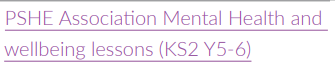 PSHE Association Mental Health and
wellbeing lessons (KS2 Y5-6)